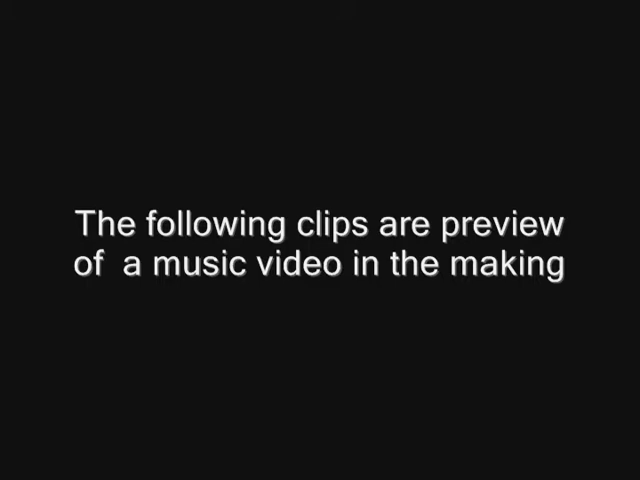 The following clips are preview
of  a music video in the making